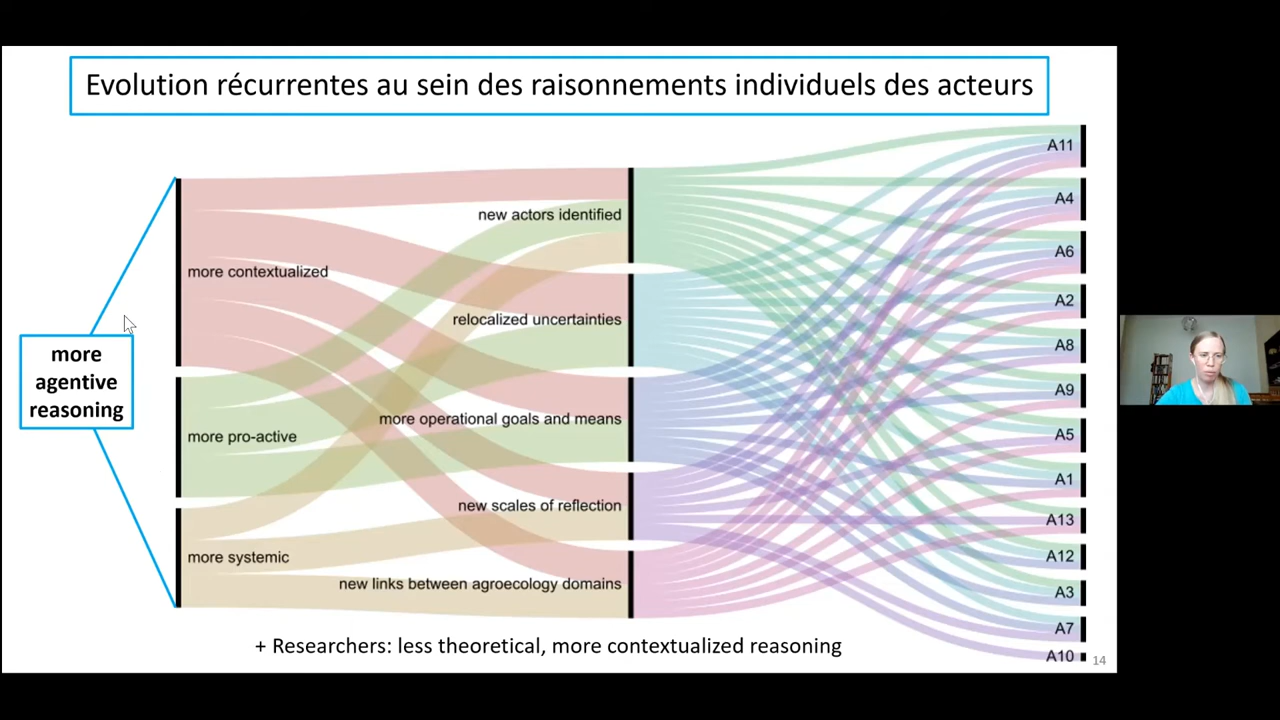 Evolution récurrentes au sein des raisonnements individuels des acteurs
more
agentive
reasoning
more contextualized
more pro-active
more systemic
new actors identified
relocalized uncertainties
more operational goals and means
new scales of reflection
new links between agroecology domains
A11
A4
A6
A2
A8
A9
A5
A1
A13
A12
A3
A7
A10
+ Researchers: less theoretical, more contextualized reasoning
14